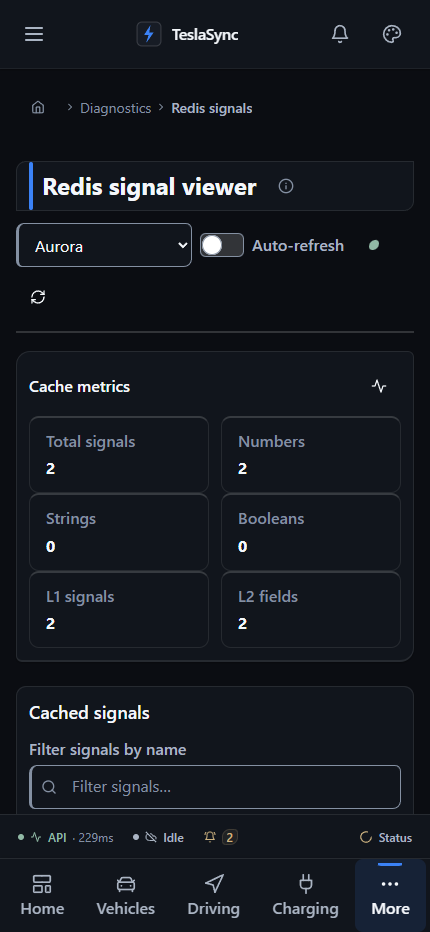 TeslaSync
Diagnostics Redis signals
Redis signal viewer
Aurora Auto-refresh
Cache metrics
Total signals Numbers
2 2
Strings Booleans
0 0
L1 signals L2 fields
2 2
Cached signals
Filter signals by name
Filter signals...
API · 229ms Idle 2 Status
Home Vehicles Driving Charging More